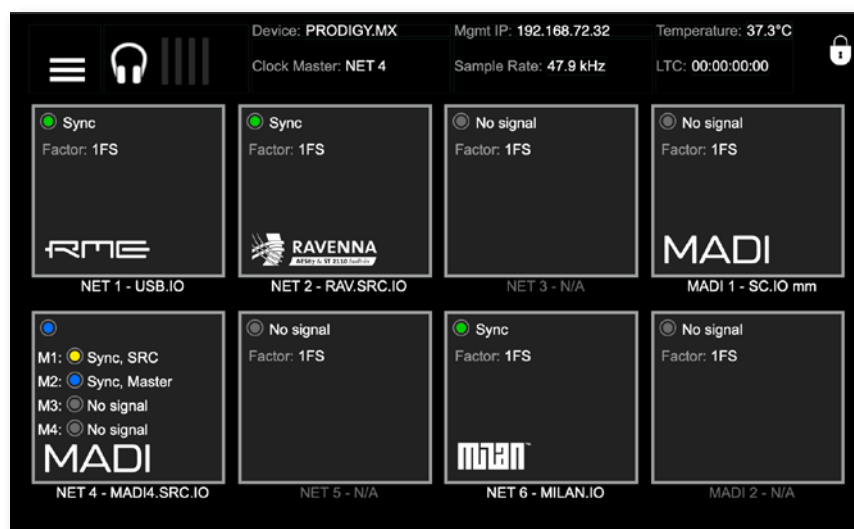 Device: PRODIGY.MX Mgmt IP: 192.168.72.32 Temperature: 37.3°C
Clock Master: NET 4 Sample Rate: 47.9 kHz LTC: 00:00:00:00
Sync
Factor: 1FS
RME
NET 1 - USB.IO
Sync
Factor: 1FS
RAVENNA
AES67 & ST 2110 built-in
NET 2 - RAV.SRC.IO
No signal
Factor: 1FS
NET 3 - N/A
No signal
Factor: 1FS
MADI
MADI 1 - SC.IO mm
M1: Sync, SRC
M2: Sync, Master
M3: No signal
M4: No signal
MADI
NET 4 - MADI4.SRC.IO
No signal
Factor: 1FS
NET 5 - N/A
Sync
Factor: 1FS
milan
NET 6 - MILAN.IO
No signal
Factor: 1FS
MADI 2 - N/A